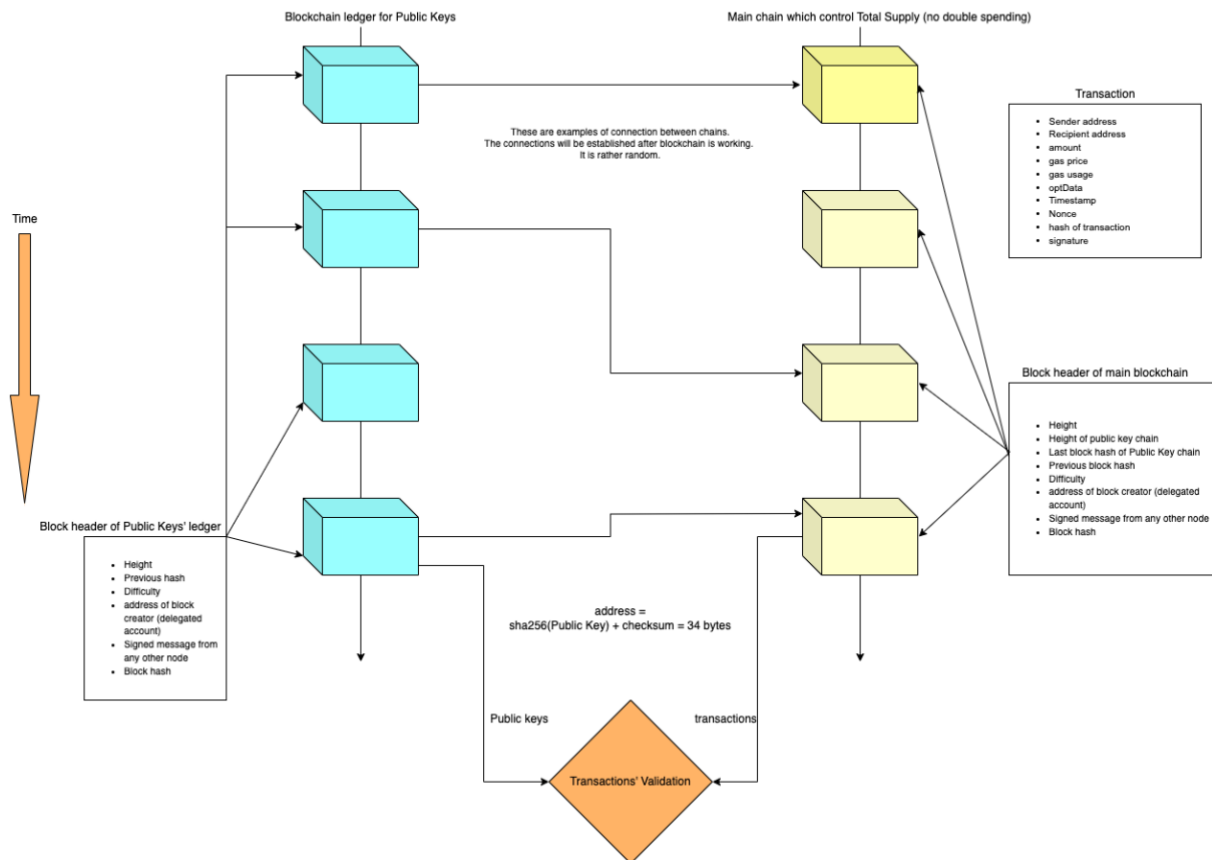 Blockchain ledger for Public Keys
Main chain which control Total Supply (no double spending)
These are examples of connection between chains.
The connections will be established after blockchain is working.
It is rather random.
Transaction
Sender address
Recipient address
amount
gas price
gas usage
optData
Timestamp
Nonce
hash of transaction
signature
Time
Block header of main blockchain
Height
Height of public key chain
Last block hash of Public Key chain
Previous block hash
Difficulty
address of block creator (delegated
account)
Signed message from any other node
Block hash
Block header of Public Keys' ledger
Height
Previous hash
Difficulty
address of block
creator (delegated
account)
Signed message from
any other node
Block hash
address =
sha256(Public Key) + checksum = 34 bytes
Public keys
transactions
Transactions' Validation